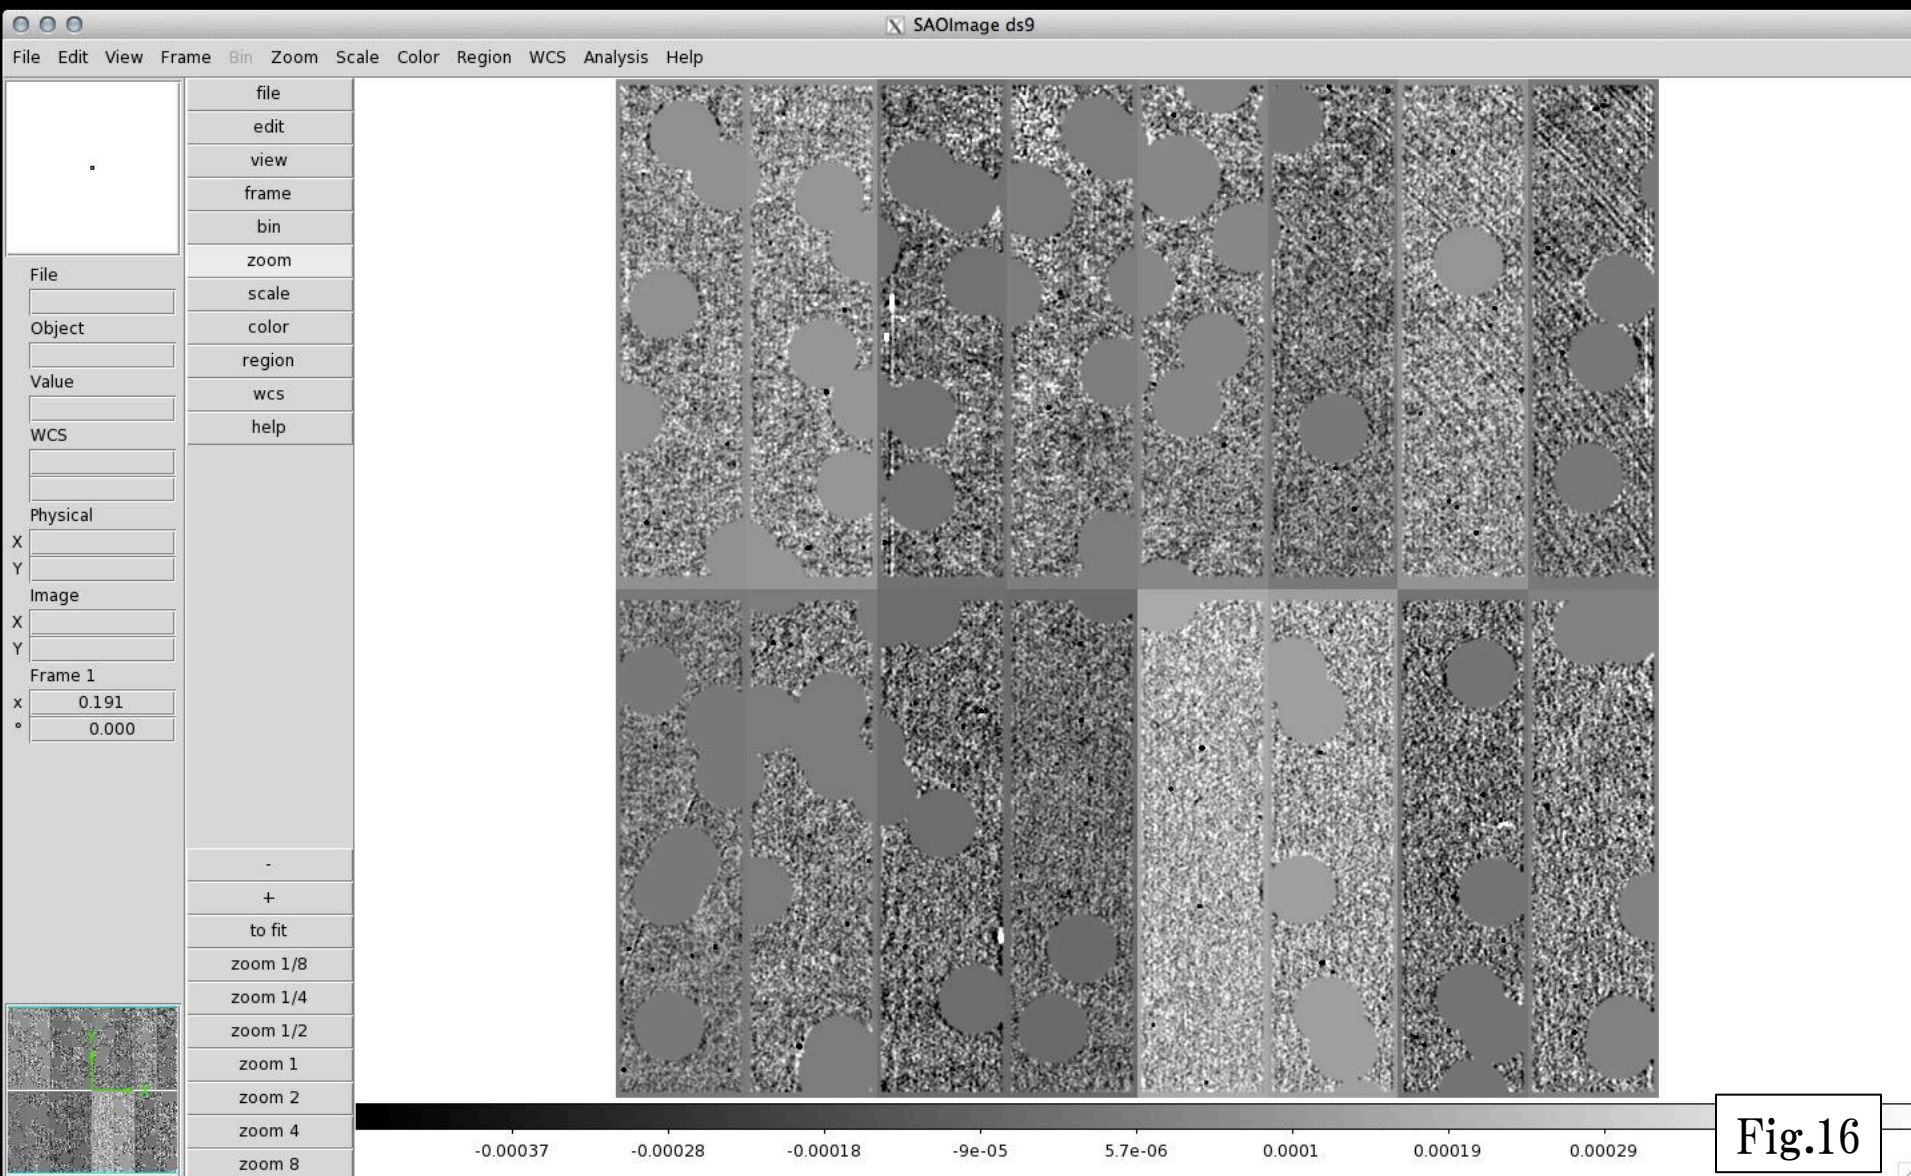 SAOImage ds9
File Edit View Frame Bin Zoom Scale Color Region WCS Analysis Help
file
edit
view
frame
bin
zoom
scale
color
region
wcs
help
File
Object
Value
WCS
Physical
X
Y
Image
X
Y
Frame 1
x 0.191
° 0.000
-
+
to fit
zoom 1/8
zoom 1/4
zoom 1/2
zoom 1
zoom 2
zoom 4
zoom 8
Y
X
-0.00037 -0.00028 -0.00018 -9e-05 5.7e-06 0.0001 0.00019 0.00029
Fig.16